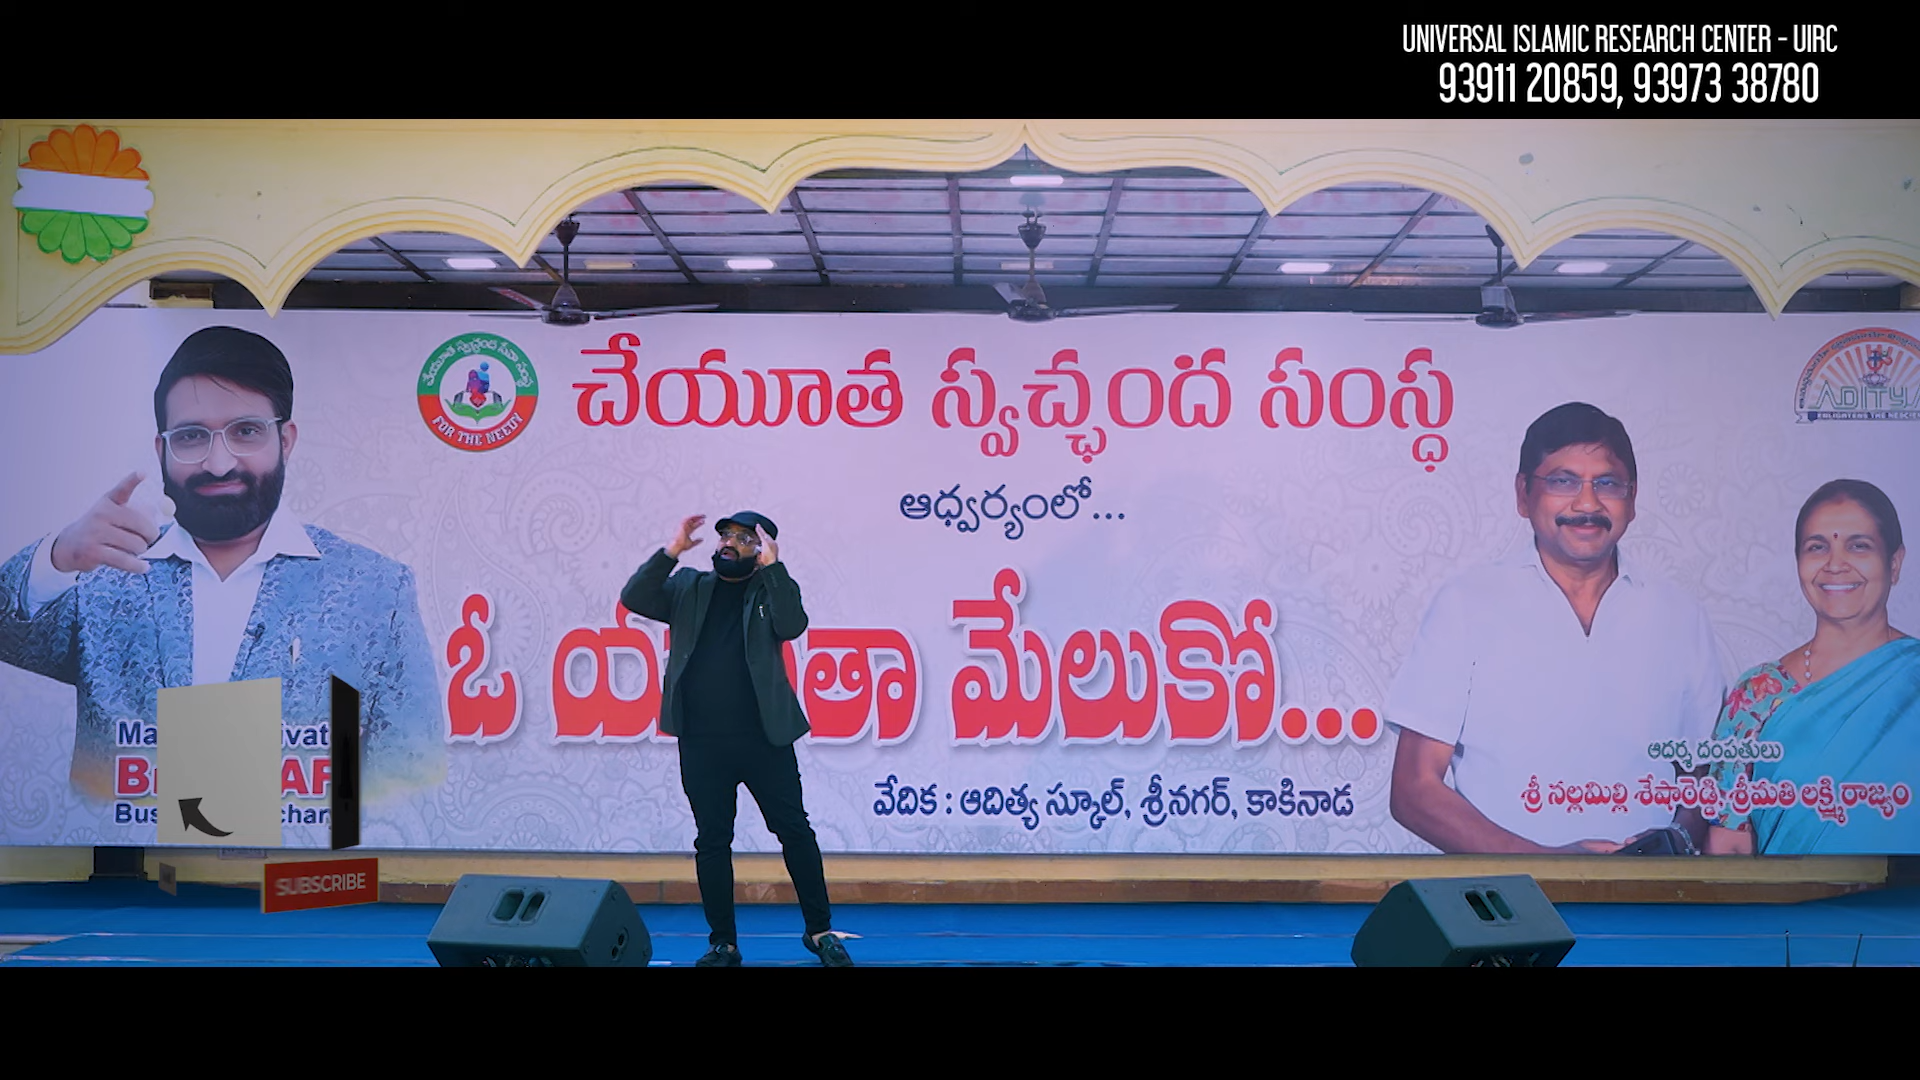 UNIVERSAL ISLAMIC RESEARCH CENTER - UIRC
93911 20859, 93973 38780
చేయూత స్వచ్ఛంద సేవా సంస్థ
FOR THE NEEDY
చేయూత స్వచ్ఛంద సంస్థ
ADITYA
ఆధ్వర్యంలో...
ఓ మేలుకో...
వేదిక : ఆదిత్య స్కూల్, శ్రీనగర్, కాకినాడ
ఆదర్శ దంపతులు
శ్రీ నల్లమిల్లి శేషారెడ్డి, శ్రీమతి లక్ష్మిరాజ్యం
SUBSCRIBE